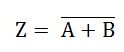 Z = \overline{A + B}